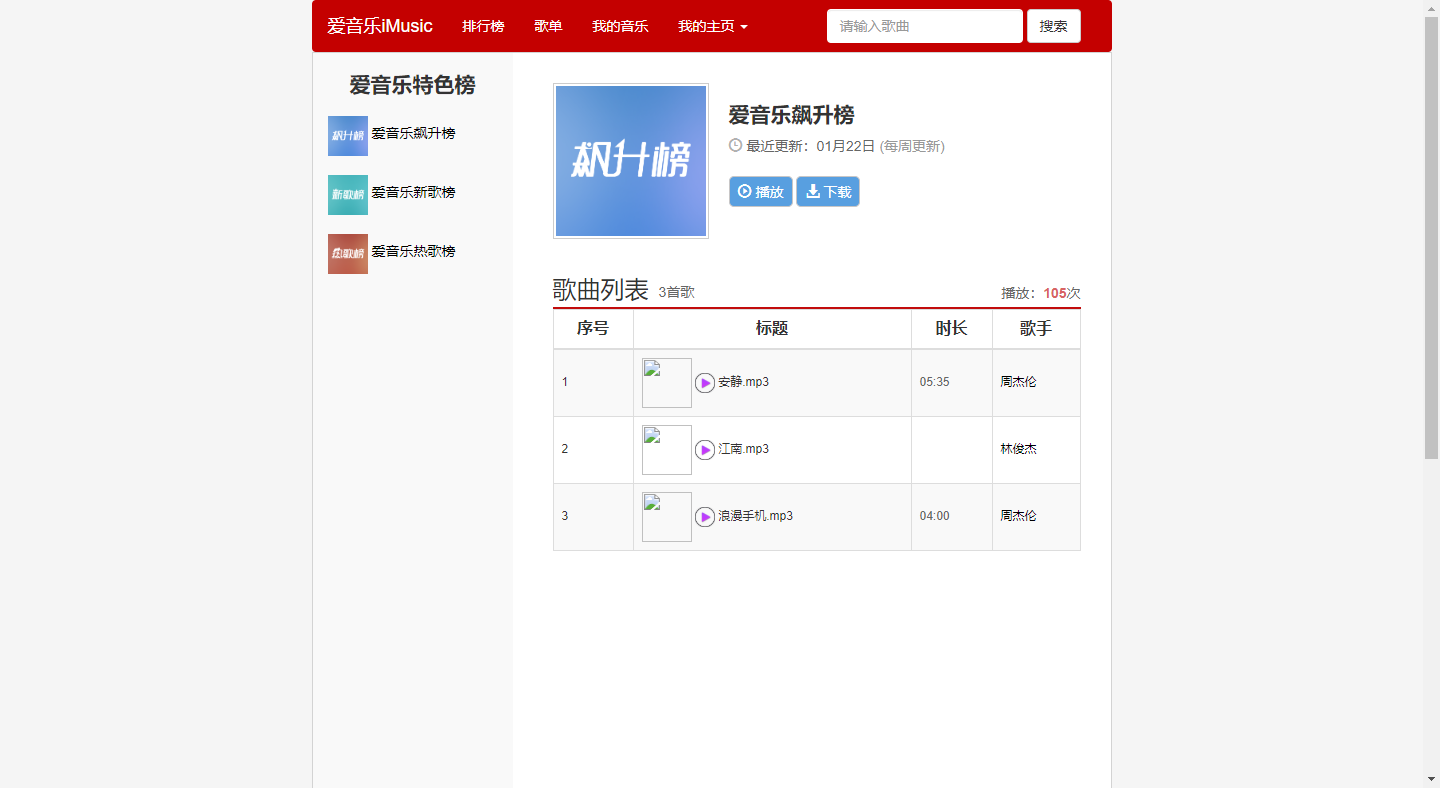 爱音乐iMusic 排行榜 歌单 我的音乐 我的主页 请输入歌曲 搜索
爱音乐特色榜
飙升榜 爱音乐飙升榜
新歌榜 爱音乐新歌榜
热歌榜 爱音乐热歌榜
飙升榜
爱音乐飙升榜
最近更新：01月22日 (每周更新)
播放 下载
歌曲列表 3首歌 播放：105次
序号 标题 时长 歌手
1 安静.mp3 05:35 周杰伦
2 江南.mp3 林俊杰
3 浪漫手机.mp3 04:00 周杰伦